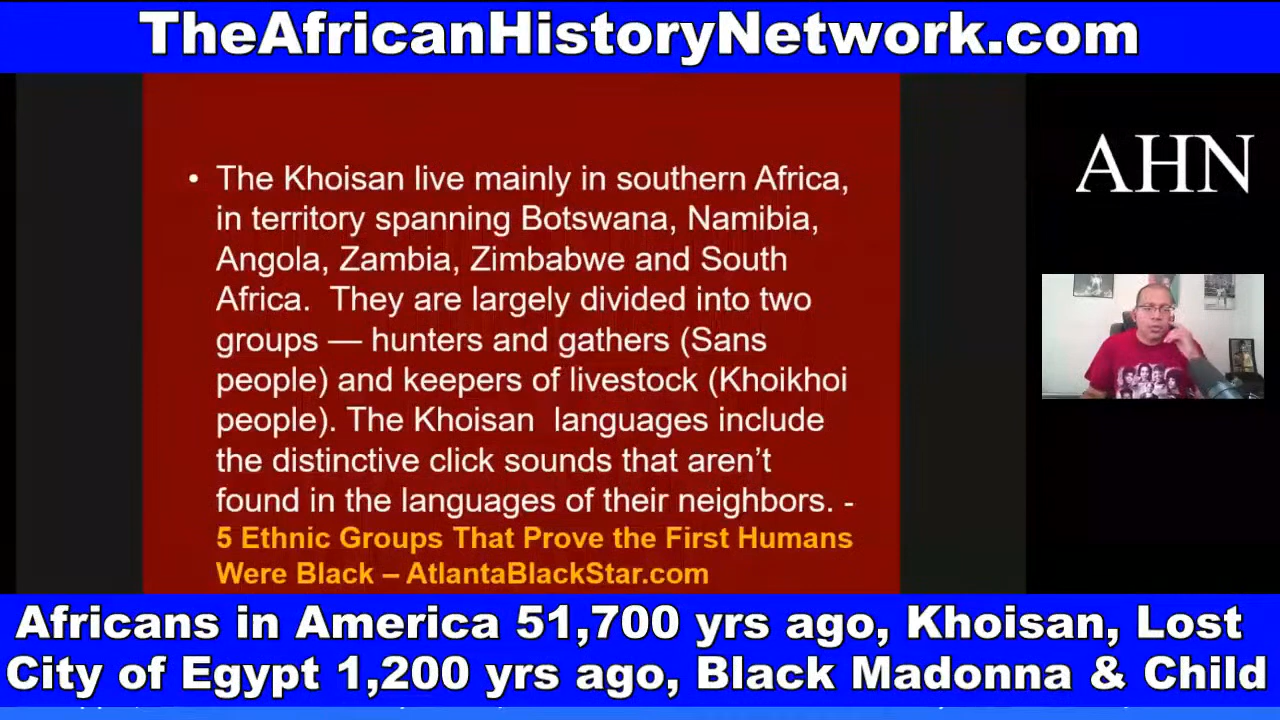 TheAfricanHistoryNetwork.com
AHN
• The Khoisan live mainly in southern Africa,
in territory spanning Botswana, Namibia,
Angola, Zambia, Zimbabwe and South
Africa. They are largely divided into two
groups — hunters and gathers (Sans
people) and keepers of livestock (Khoikhoi
people). The Khoisan languages include
the distinctive click sounds that aren’t
found in the languages of their neighbors. -
5 Ethnic Groups That Prove the First Humans
Were Black – AtlantaBlackStar.com
Africans in America 51,700 yrs ago, Khoisan, Lost
City of Egypt 1,200 yrs ago, Black Madonna & Child